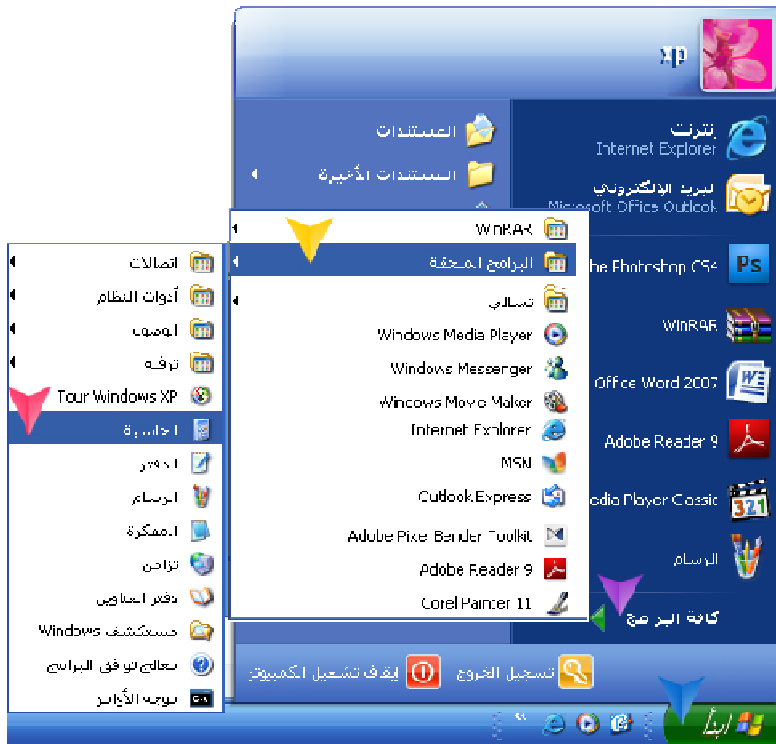 xp
إنترنت
Internet Explorer
البريد الإلكتروني
Microsoft Office Outlook
Photoshop CS4
WinRAR
Office Word 2007
Adobe Reader 9
Media Player Classic
الرسام
كافة البرامج
المستندات
المستندات الأخيرة
WinRAR
البرامج الملحقة
تسالي
Windows Media Player
Windows Messenger
Windows Movie Maker
Internet Explorer
MSN
Outlook Express
Adobe Pixel Bender Toolkit
Adobe Reader 9
Corel Painter 11
اتصالات
أدوات النظام
الوصول
ترفيه
Tour Windows XP
الحاسبة
الدفتر
الرسام
المفكرة
تزامن
دفتر العناوين
مستكشف Windows
معالج توافق البرامج
موجه الأوامر
تسجيل الخروج
إيقاف تشغيل الكمبيوتر
ابدأ